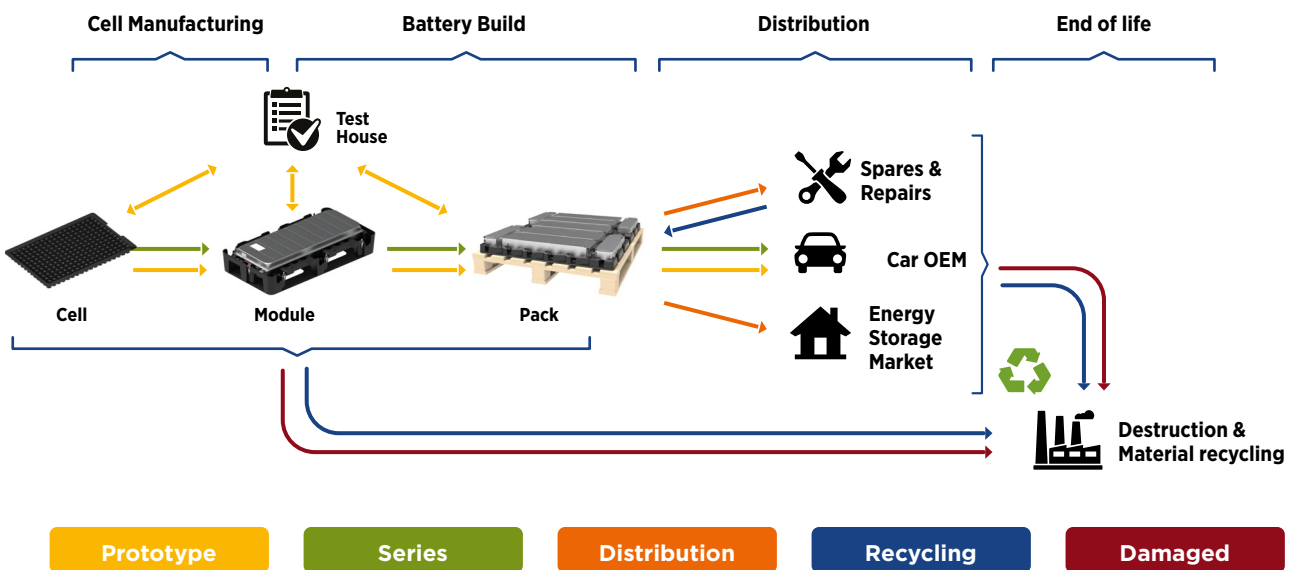 Cell Manufacturing
Battery Build
Distribution
End of life
Test
House
Spares &
Repairs
Car OEM
Cell
Module
Pack
Energy
Storage
Market
Destruction &
Material recycling
Prototype
Series
Distribution
Recycling
Damaged